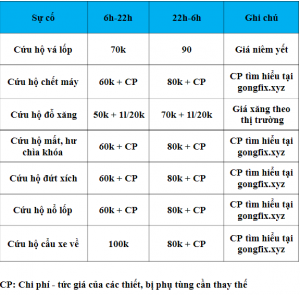 Sự cố 6h-22h 22h-6h Ghi chú
Cứu hộ vá lốp 70k 90 Giá niêm yết
Cứu hộ chết máy 60k + CP 80k + CP CP tìm hiểu tại
gongfix.xyz
Cứu hộ đổ xăng 50k + 1l/20k 70k + 1l/20k Giá xăng theo
thị trường
Cứu hộ mất, hư
chìa khóa 60k + CP 80k + CP CP tìm hiểu tại
gongfix.xyz
Cứu hộ đứt xích 60k + CP 80k + CP CP tìm hiểu tại
gongfix.xyz
Cứu hộ nổ lốp 60k + CP 80k + CP CP tìm hiểu tại
gongfix.xyz
Cứu hộ cẩu xe về 100k 80k + CP CP tìm hiểu tại
gongfix.xyz
CP: Chi phí - tức giá của các thiết, bị phụ tùng cần thay thế